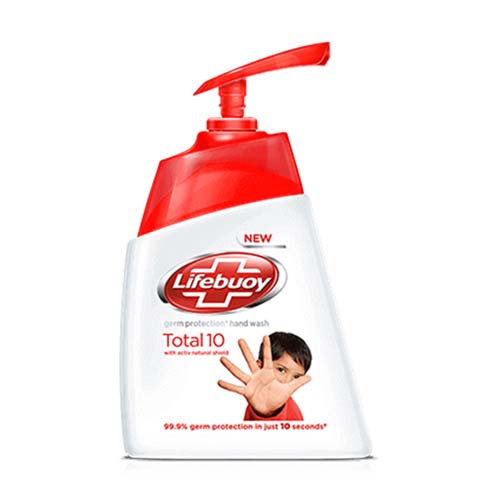 NEW
Lifebuoy
germ protection* hand wash
Total 10
with activ natural shield
99.9% germ protection in just 10 seconds*